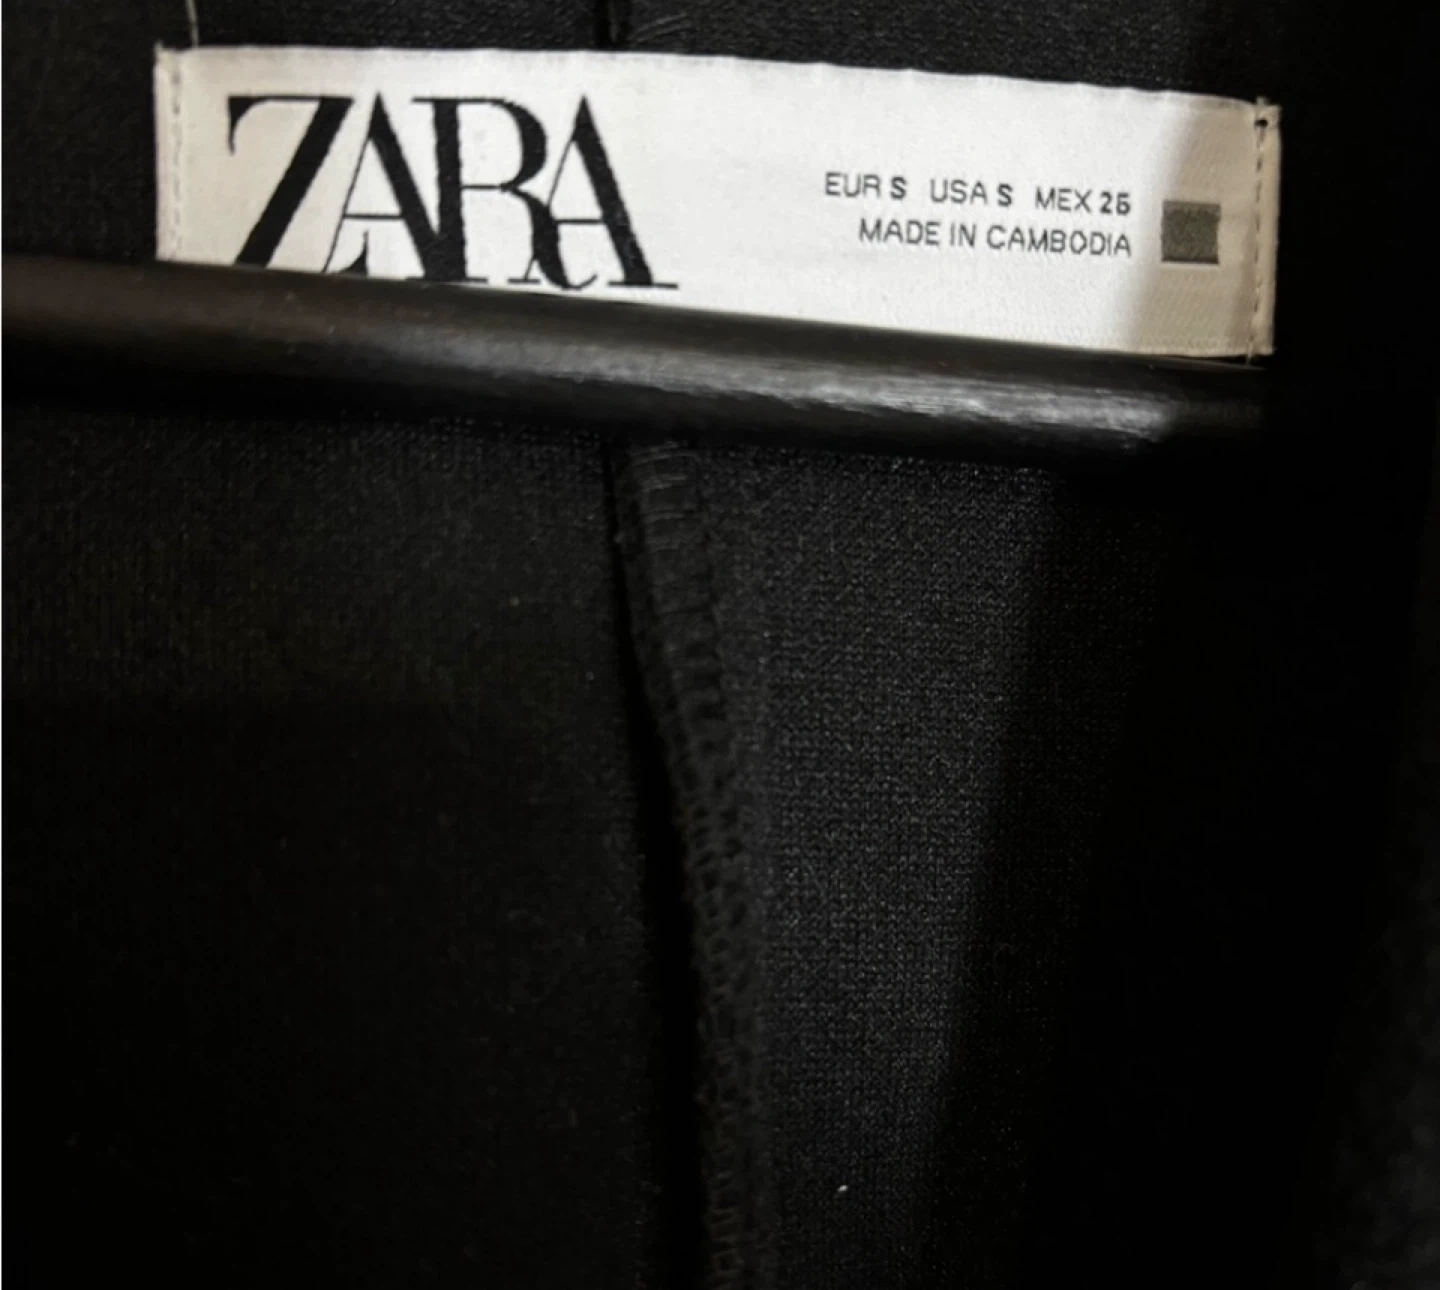 ZARA
EUR S USA S MEX 26
MADE IN CAMBODIA